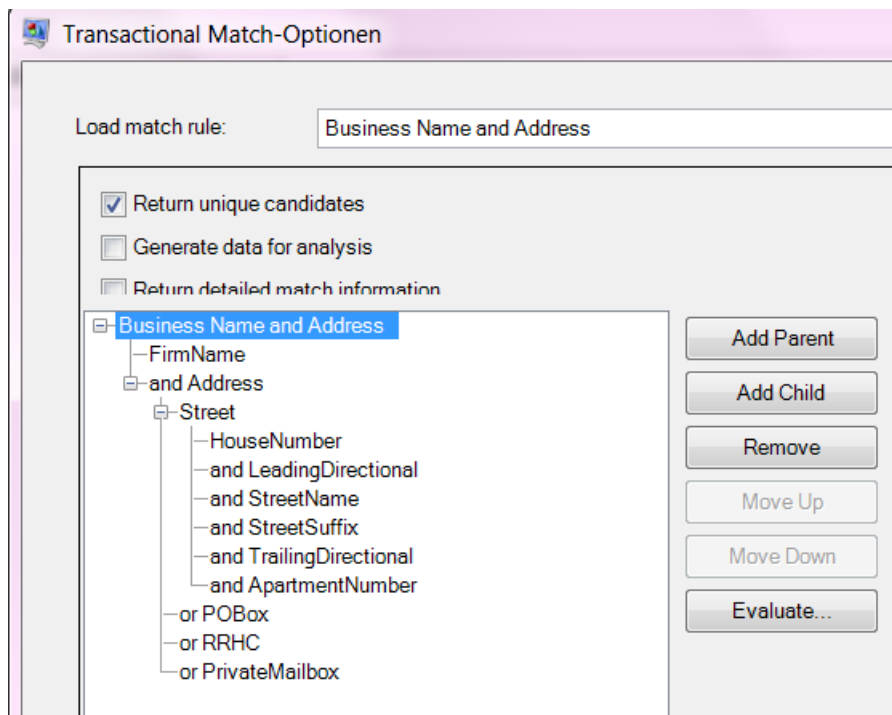 Transactional Match-Optionen
Load match rule: Business Name and Address
Return unique candidates
Generate data for analysis
Return detailed match information
Business Name and Address
FirmName
and Address
Street
HouseNumber
and LeadingDirectional
and StreetName
and StreetSuffix
and TrailingDirectional
and ApartmentNumber
or POBox
or RRHC
or PrivateMailbox
Add Parent
Add Child
Remove
Move Up
Move Down
Evaluate...